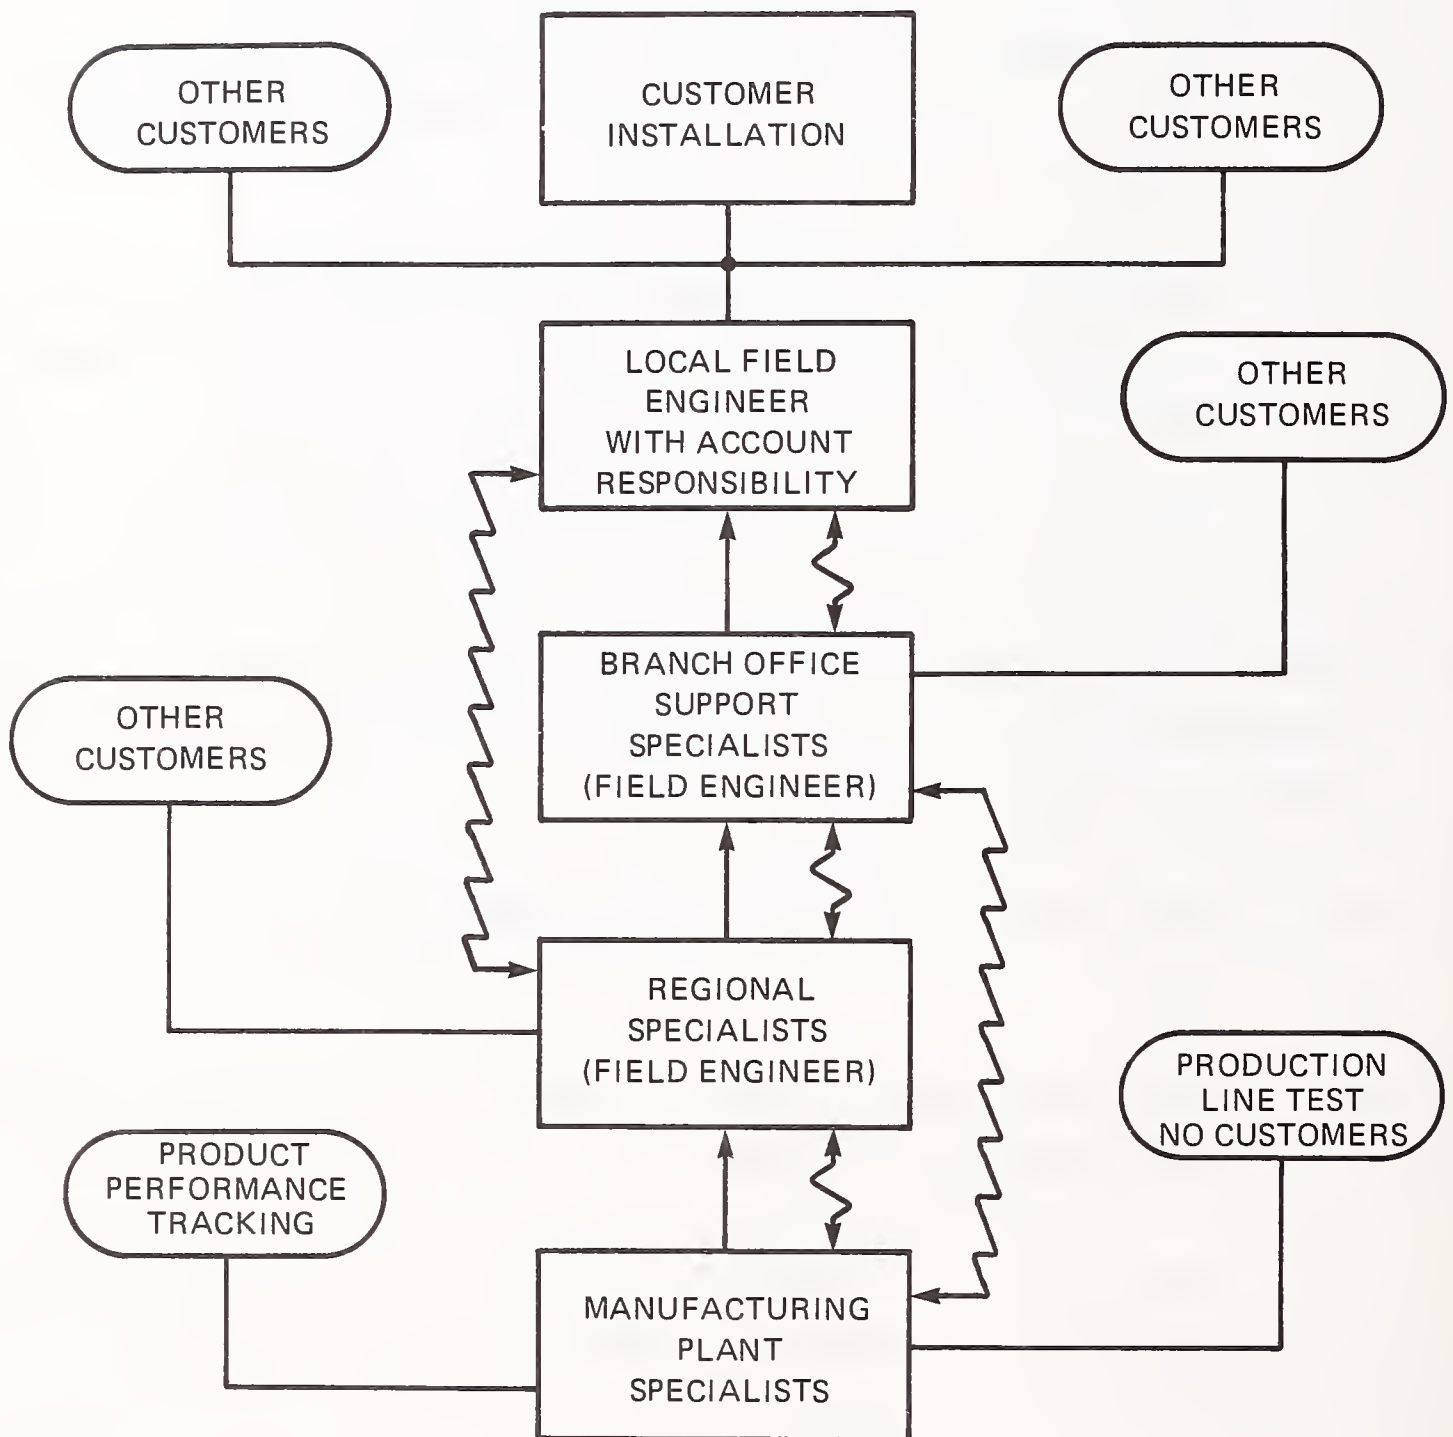 OTHER
CUSTOMERS
CUSTOMER
INSTALLATION
OTHER
CUSTOMERS
LOCAL FIELD
ENGINEER
WITH ACCOUNT
RESPONSIBILITY
OTHER
CUSTOMERS
BRANCH OFFICE
SUPPORT
SPECIALISTS
(FIELD ENGINEER)
OTHER
CUSTOMERS
REGIONAL
SPECIALISTS
(FIELD ENGINEER)
PRODUCTION
LINE TEST
NO CUSTOMERS
PRODUCT
PERFORMANCE
TRACKING
MANUFACTURING
PLANT
SPECIALISTS